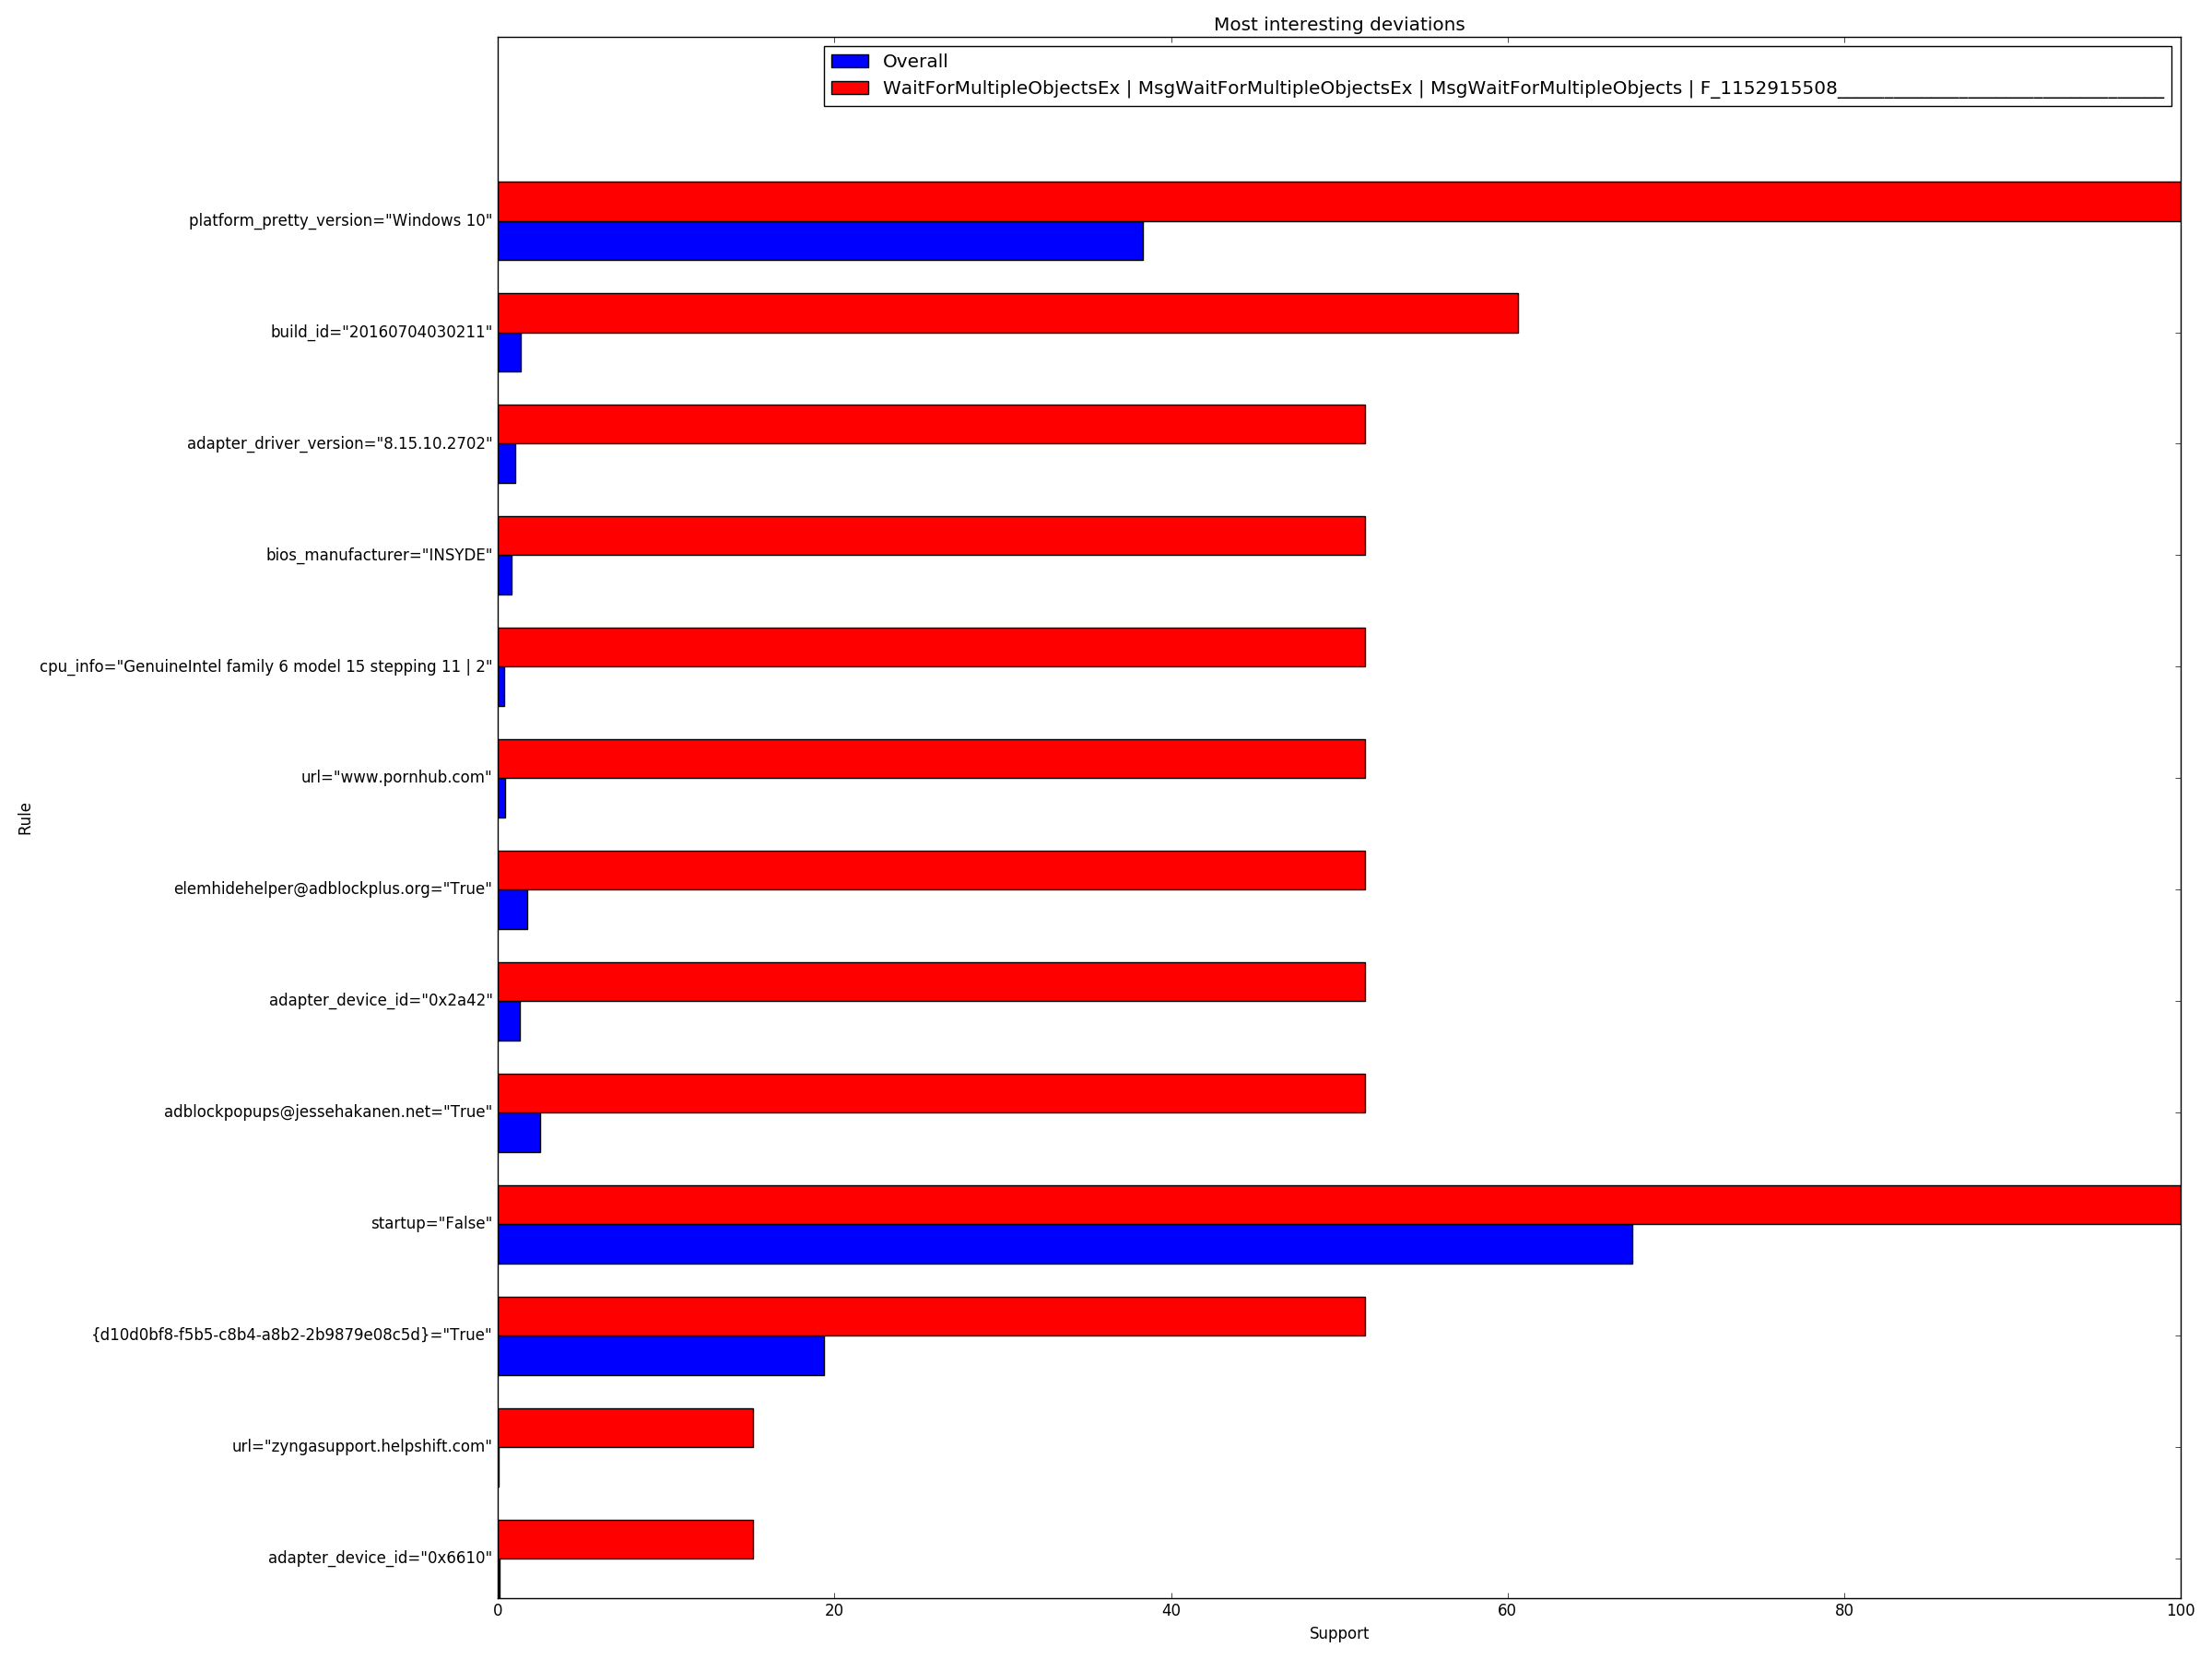 Most interesting deviations
Overall
WaitForMultipleObjectsEx | MsgWaitForMultipleObjectsEx | MsgWaitForMultipleObjects | F_1152915508___________________________________
platform_pretty_version="Windows 10"
build_id="20160704030211"
adapter_driver_version="8.15.10.2702"
bios_manufacturer="INSYDE"
cpu_info="GenuineIntel family 6 model 15 stepping 11 | 2"
url="www.pornhub.com"
Rule
elemhidehelper@adblockplus.org="True"
adapter_device_id="0x2a42"
adblockpopups@jessehakanen.net="True"
startup="False"
{d10d0bf8-f5b5-c8b4-a8b2-2b9879e08c5d}="True"
url="zyngasupport.helpshift.com"
adapter_device_id="0x6610"
0 20 40 60 80 100
Support